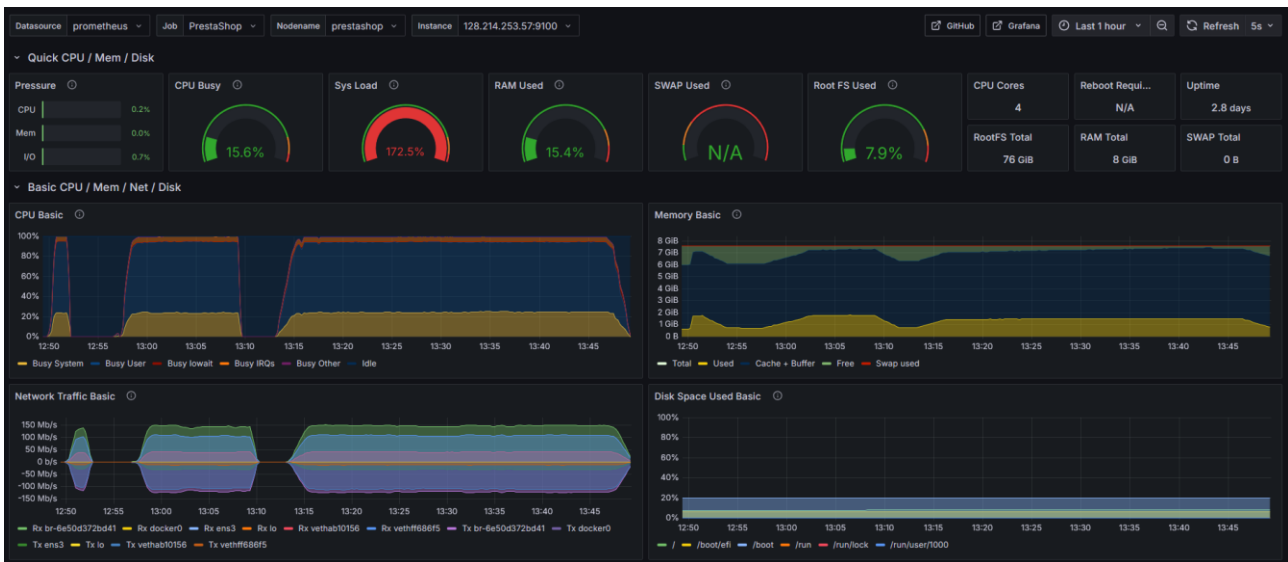 Datasource prometheus Job PrestaShop Nodename prestashop Instance 128.214.253.57:9100 GitHub Grafana Last 1 hour Refresh 5s
Quick CPU / Mem / Disk
Pressure CPU Busy Sys Load RAM Used SWAP Used Root FS Used CPU Cores Reboot Requi... Uptime
CPU 0.2% 4 N/A 2.8 days
Mem 0.0% RootFS Total RAM Total SWAP Total
I/O 0.7% 15.6% 172.5% 15.4% N/A 7.9% 76 GiB 8 GiB 0 B
Basic CPU / Mem / Net / Disk
CPU Basic
100%
80%
60%
40%
20%
0%
12:50 12:55 13:00 13:05 13:10 13:15 13:20 13:25 13:30 13:35 13:40 13:45
Busy System Busy User Busy Iowait Busy IRQs Busy Other Idle
Memory Basic
8 GiB
7 GiB
6 GiB
5 GiB
4 GiB
3 GiB
2 GiB
1 GiB
0 B
12:50 12:55 13:00 13:05 13:10 13:15 13:20 13:25 13:30 13:35 13:40 13:45
Total Used Cache + Buffer Free Swap used
Network Traffic Basic
150 Mb/s
100 Mb/s
50 Mb/s
0 b/s
-50 Mb/s
-100 Mb/s
-150 Mb/s
12:50 12:55 13:00 13:05 13:10 13:15 13:20 13:25 13:30 13:35 13:40 13:45
Rx br-6e50d372bd41 Rx docker0 Rx ens3 Rx lo Rx vethab10156 Rx vethff686f5 Tx br-6e50d372bd41 Tx docker0
Tx ens3 Tx lo Tx vethab10156 Tx vethff686f5
Disk Space Used Basic
100%
80%
60%
40%
20%
0%
12:50 12:55 13:00 13:05 13:10 13:15 13:20 13:25 13:30 13:35 13:40 13:45
/ /boot/efi /boot /run /run/lock /run/user/1000